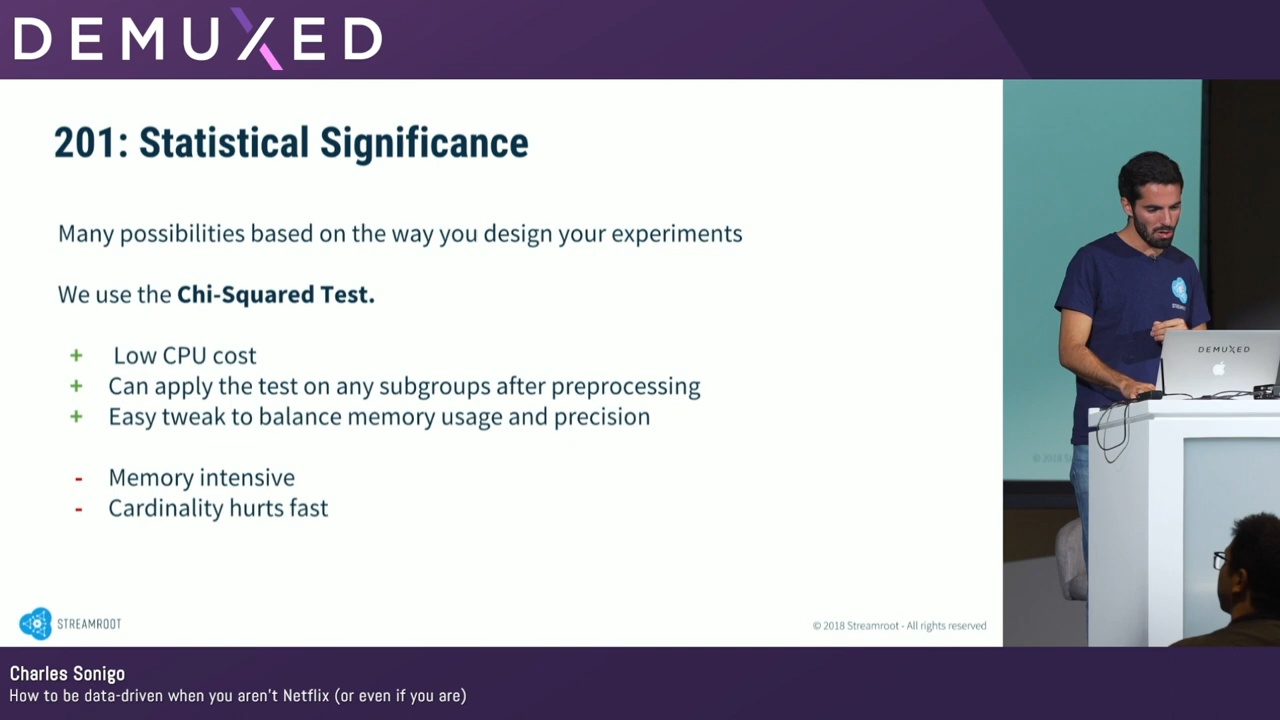 DEMUXED
201: Statistical Significance
Many possibilities based on the way you design your experiments
We use the Chi-Squared Test.
+ Low CPU cost
+ Can apply the test on any subgroups after preprocessing
+ Easy tweak to balance memory usage and precision
- Memory intensive
- Cardinality hurts fast
STREAMROOT
© 2018 Streamroot - All rights reserved
DEMUXED
© 2018 St
Charles Sonigo
How to be data-driven when you aren't Netflix (or even if you are)